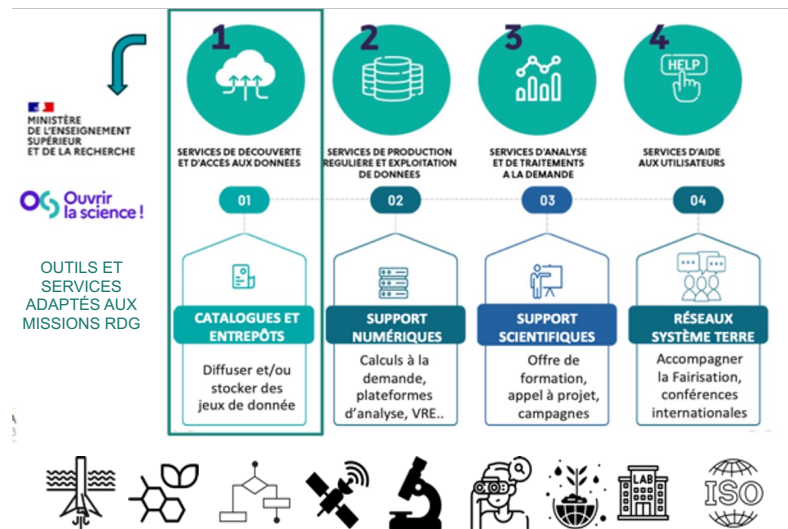 1
2
3
4
HELP
MINISTÈRE
DE L'ENSEIGNEMENT
SUPÉRIEUR
ET DE LA RECHERCHE
SERVICES DE DÉCOUVERTE
ET D'ACCÈS AUX DONNÉES
SERVICES DE PRODUCTION
REGULIÈRE ET EXPLOITATION
DE DONNÉES
SERVICES D'ANALYSE
ET DE TRAITEMENTS
A LA DEMANDE
SERVICES D'AIDE
AUX UTILISATEURS
Ouvrir
la science !
01
02
03
04
OUTILS ET
SERVICES
ADAPTÉS AUX
MISSIONS RDG
CATALOGUES ET
ENTREPÔTS
Diffuser et/ou
stocker des
jeux de donnée
SUPPORT
NUMÉRIQUES
Calculs à la
demande,
plateformes
d'analyse, VRE..
SUPPORT
SCIENTIFIQUES
Offre de
formation,
appel à projet,
campagnes
RÉSEAUX
SYSTÈME TERRE
Accompagner
la Fairisation,
conférences
internationales
LAB
ISO